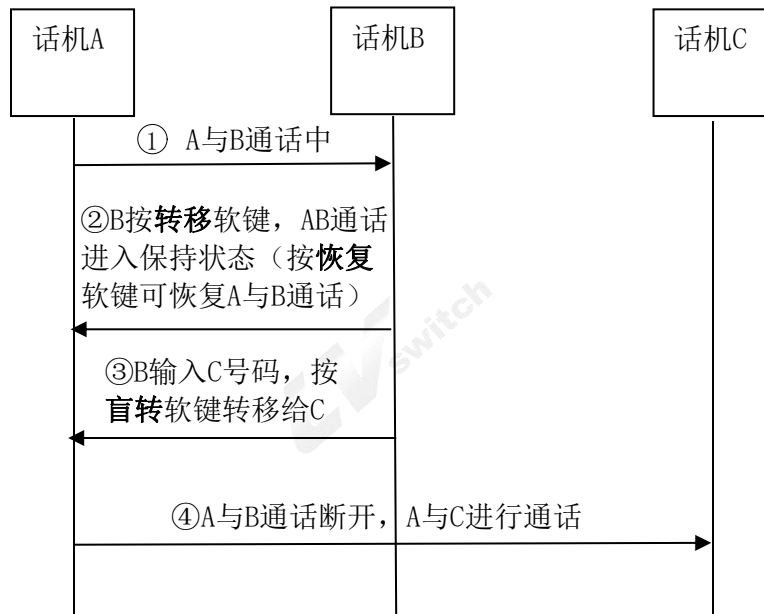 话机A
话机B
话机C
① A与B通话中
②B按转移软键，AB通话
进入保持状态（按恢复
软键可恢复A与B通话）
LVswitch
③B输入C号码，按
盲转软键转移给C
④A与B通话断开，A与C进行通话